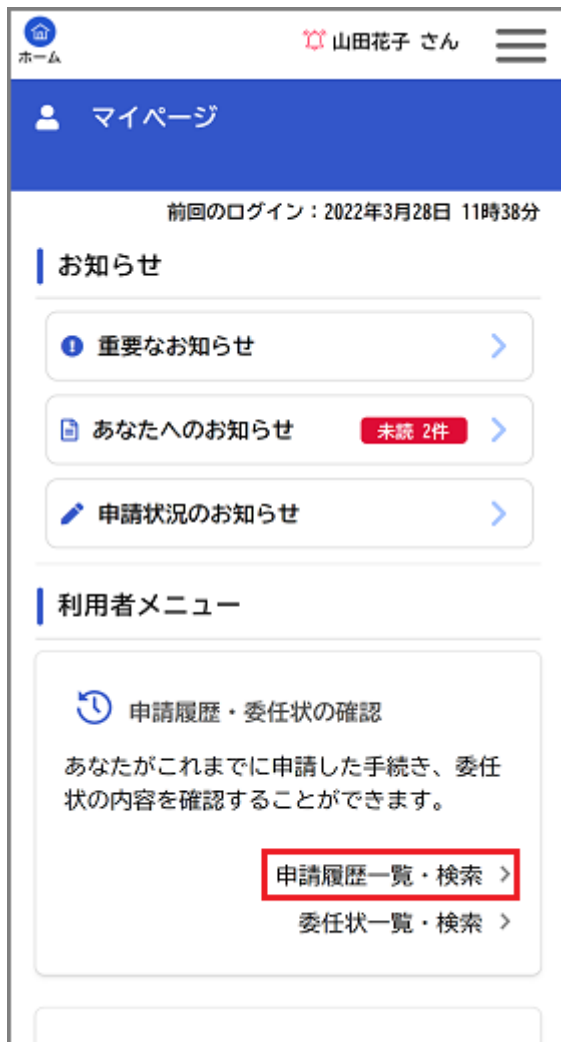 ホーム
山田花子 さん
マイページ
前回のログイン：2022年3月28日 11時38分
お知らせ
重要なお知らせ
あなたへのお知らせ 未読 2件
申請状況のお知らせ
利用者メニュー
申請履歴・委任状の確認
あなたがこれまでに申請した手続き、委任
状の内容を確認することができます。
申請履歴一覧・検索
委任状一覧・検索